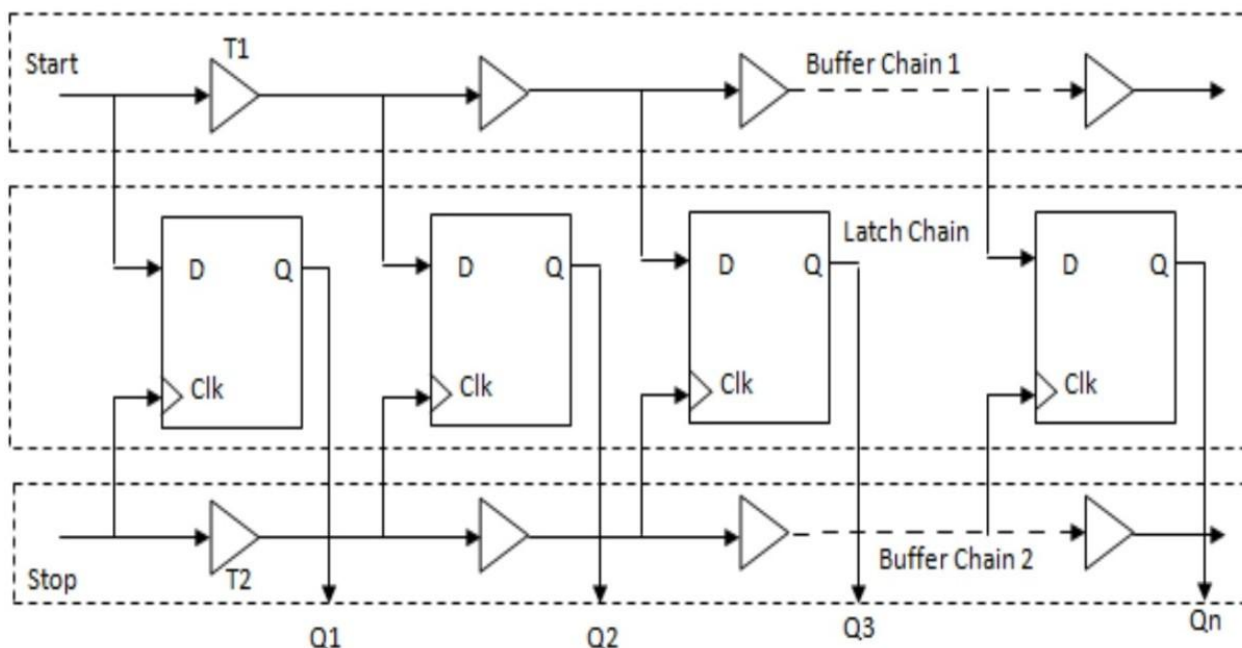 T1
Start
Buffer Chain 1
Latch Chain
D Q
D Q
D Q
D Q
Clk
Clk
Clk
Clk
Buffer Chain 2
Stop
T2
Q1
Q2
Q3
Qn